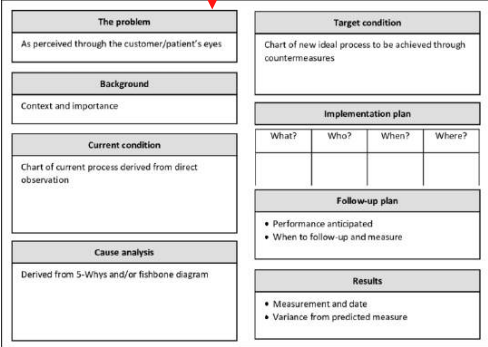 The problem
As perceived through the customer/patient's eyes
Background
Context and importance
Current condition
Chart of current process derived from direct
observation
Cause analysis
Derived from 5-Whys and/or fishbone diagram
Target condition
Chart of new ideal process to be achieved through
countermeasures
Implementation plan
What? Who? When? Where?
Follow-up plan
• Performance anticipated
• When to follow-up and measure
Results
• Measurement and date
• Variance from predicted measure